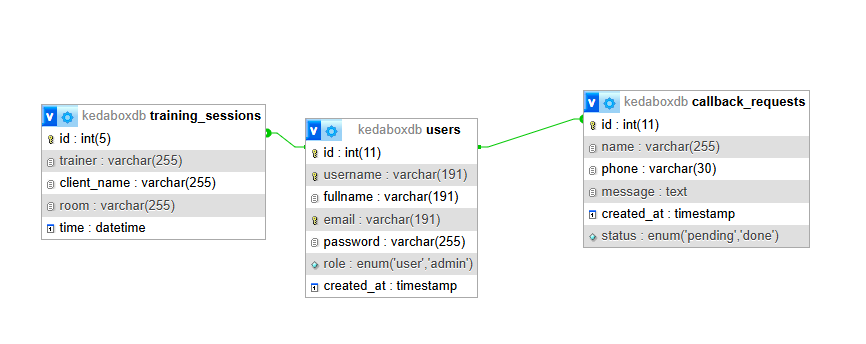 kedaboxdb training_sessions
id : int(5)
trainer : varchar(255)
client_name : varchar(255)
room : varchar(255)
time : datetime
kedaboxdb users
id : int(11)
username : varchar(191)
fullname : varchar(191)
email : varchar(191)
password : varchar(255)
role : enum('user','admin')
created_at : timestamp
kedaboxdb callback_requests
id : int(11)
name : varchar(255)
phone : varchar(30)
message : text
created_at : timestamp
status : enum('pending','done')